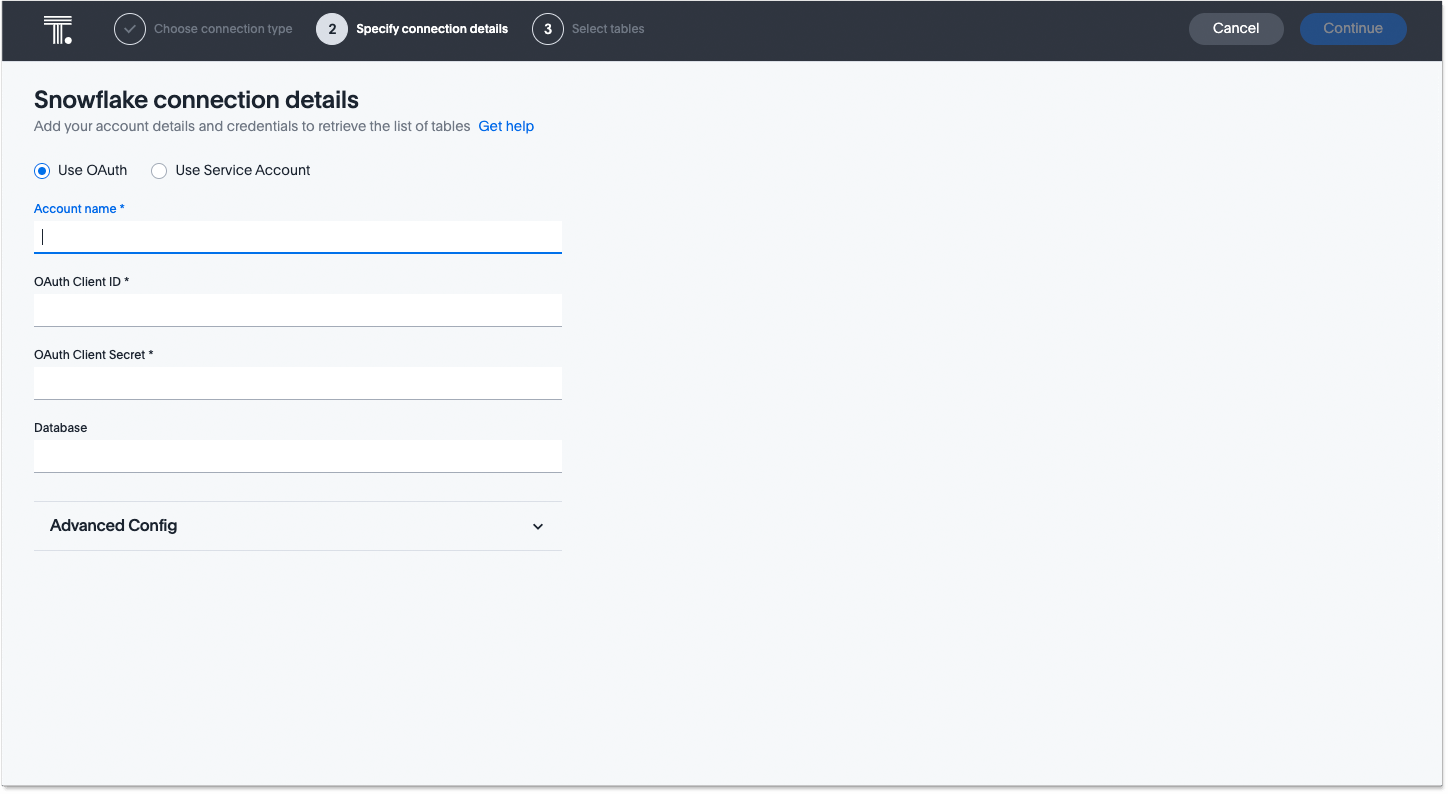 T. Choose connection type 2 Specify connection details 3 Select tables Cancel Continue
Snowflake connection details
Add your account details and credentials to retrieve the list of tables Get help
Use OAuth Use Service Account
Account name *
OAuth Client ID *
OAuth Client Secret *
Database
Advanced Config